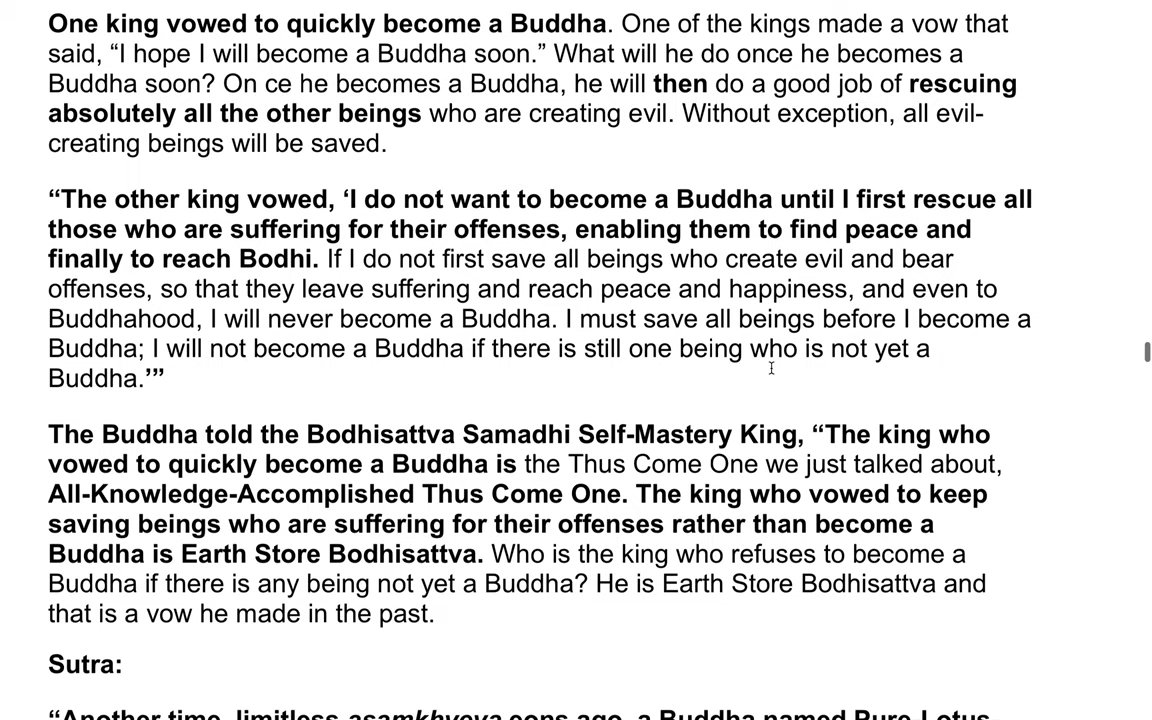 One king vowed to quickly become a Buddha. One of the kings made a vow that
said, “I hope I will become a Buddha soon.” What will he do once he becomes a
Buddha soon? On ce he becomes a Buddha, he will then do a good job of rescuing
absolutely all the other beings who are creating evil. Without exception, all evil-
creating beings will be saved.
“The other king vowed, ‘I do not want to become a Buddha until I first rescue all
those who are suffering for their offenses, enabling them to find peace and
finally to reach Bodhi. If I do not first save all beings who create evil and bear
offenses, so that they leave suffering and reach peace and happiness, and even to
Buddhahood, I will never become a Buddha. I must save all beings before I become a
Buddha; I will not become a Buddha if there is still one being who is not yet a
Buddha.’”
The Buddha told the Bodhisattva Samadhi Self-Mastery King, “The king who
vowed to quickly become a Buddha is the Thus Come One we just talked about,
All-Knowledge-Accomplished Thus Come One. The king who vowed to keep
saving beings who are suffering for their offenses rather than become a
Buddha is Earth Store Bodhisattva. Who is the king who refuses to become a
Buddha if there is any being not yet a Buddha? He is Earth Store Bodhisattva and
that is a vow he made in the past.
Sutra:
“Another time, limitless asamkhyeya eons ago, a Buddha named Pure-Lotus-